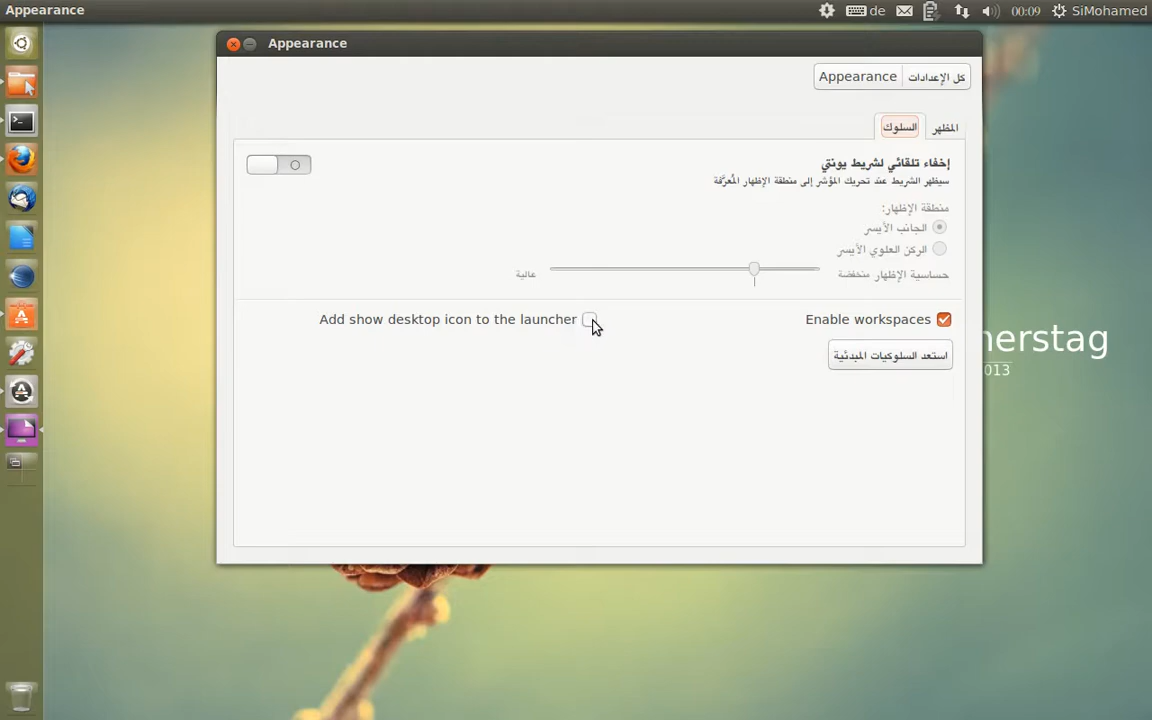 Appearance
de
00:09
SiMohamed
Appearance
Appearance
كل الإعدادات
المظهر
السلوك
إخفاء تلقائي لشريط يونتي
سيظهر الشريط عند تحريك المؤشر إلى منطقة الإظهار المُعرَّفة
منطقة الإظهار:
الجانب الأيسر
الركن العلوي الأيسر
حساسية الإظهار
منخفضة
عالية
Enable workspaces
Add show desktop icon to the launcher
استعد السلوكيات المبدئية
nerstag
013